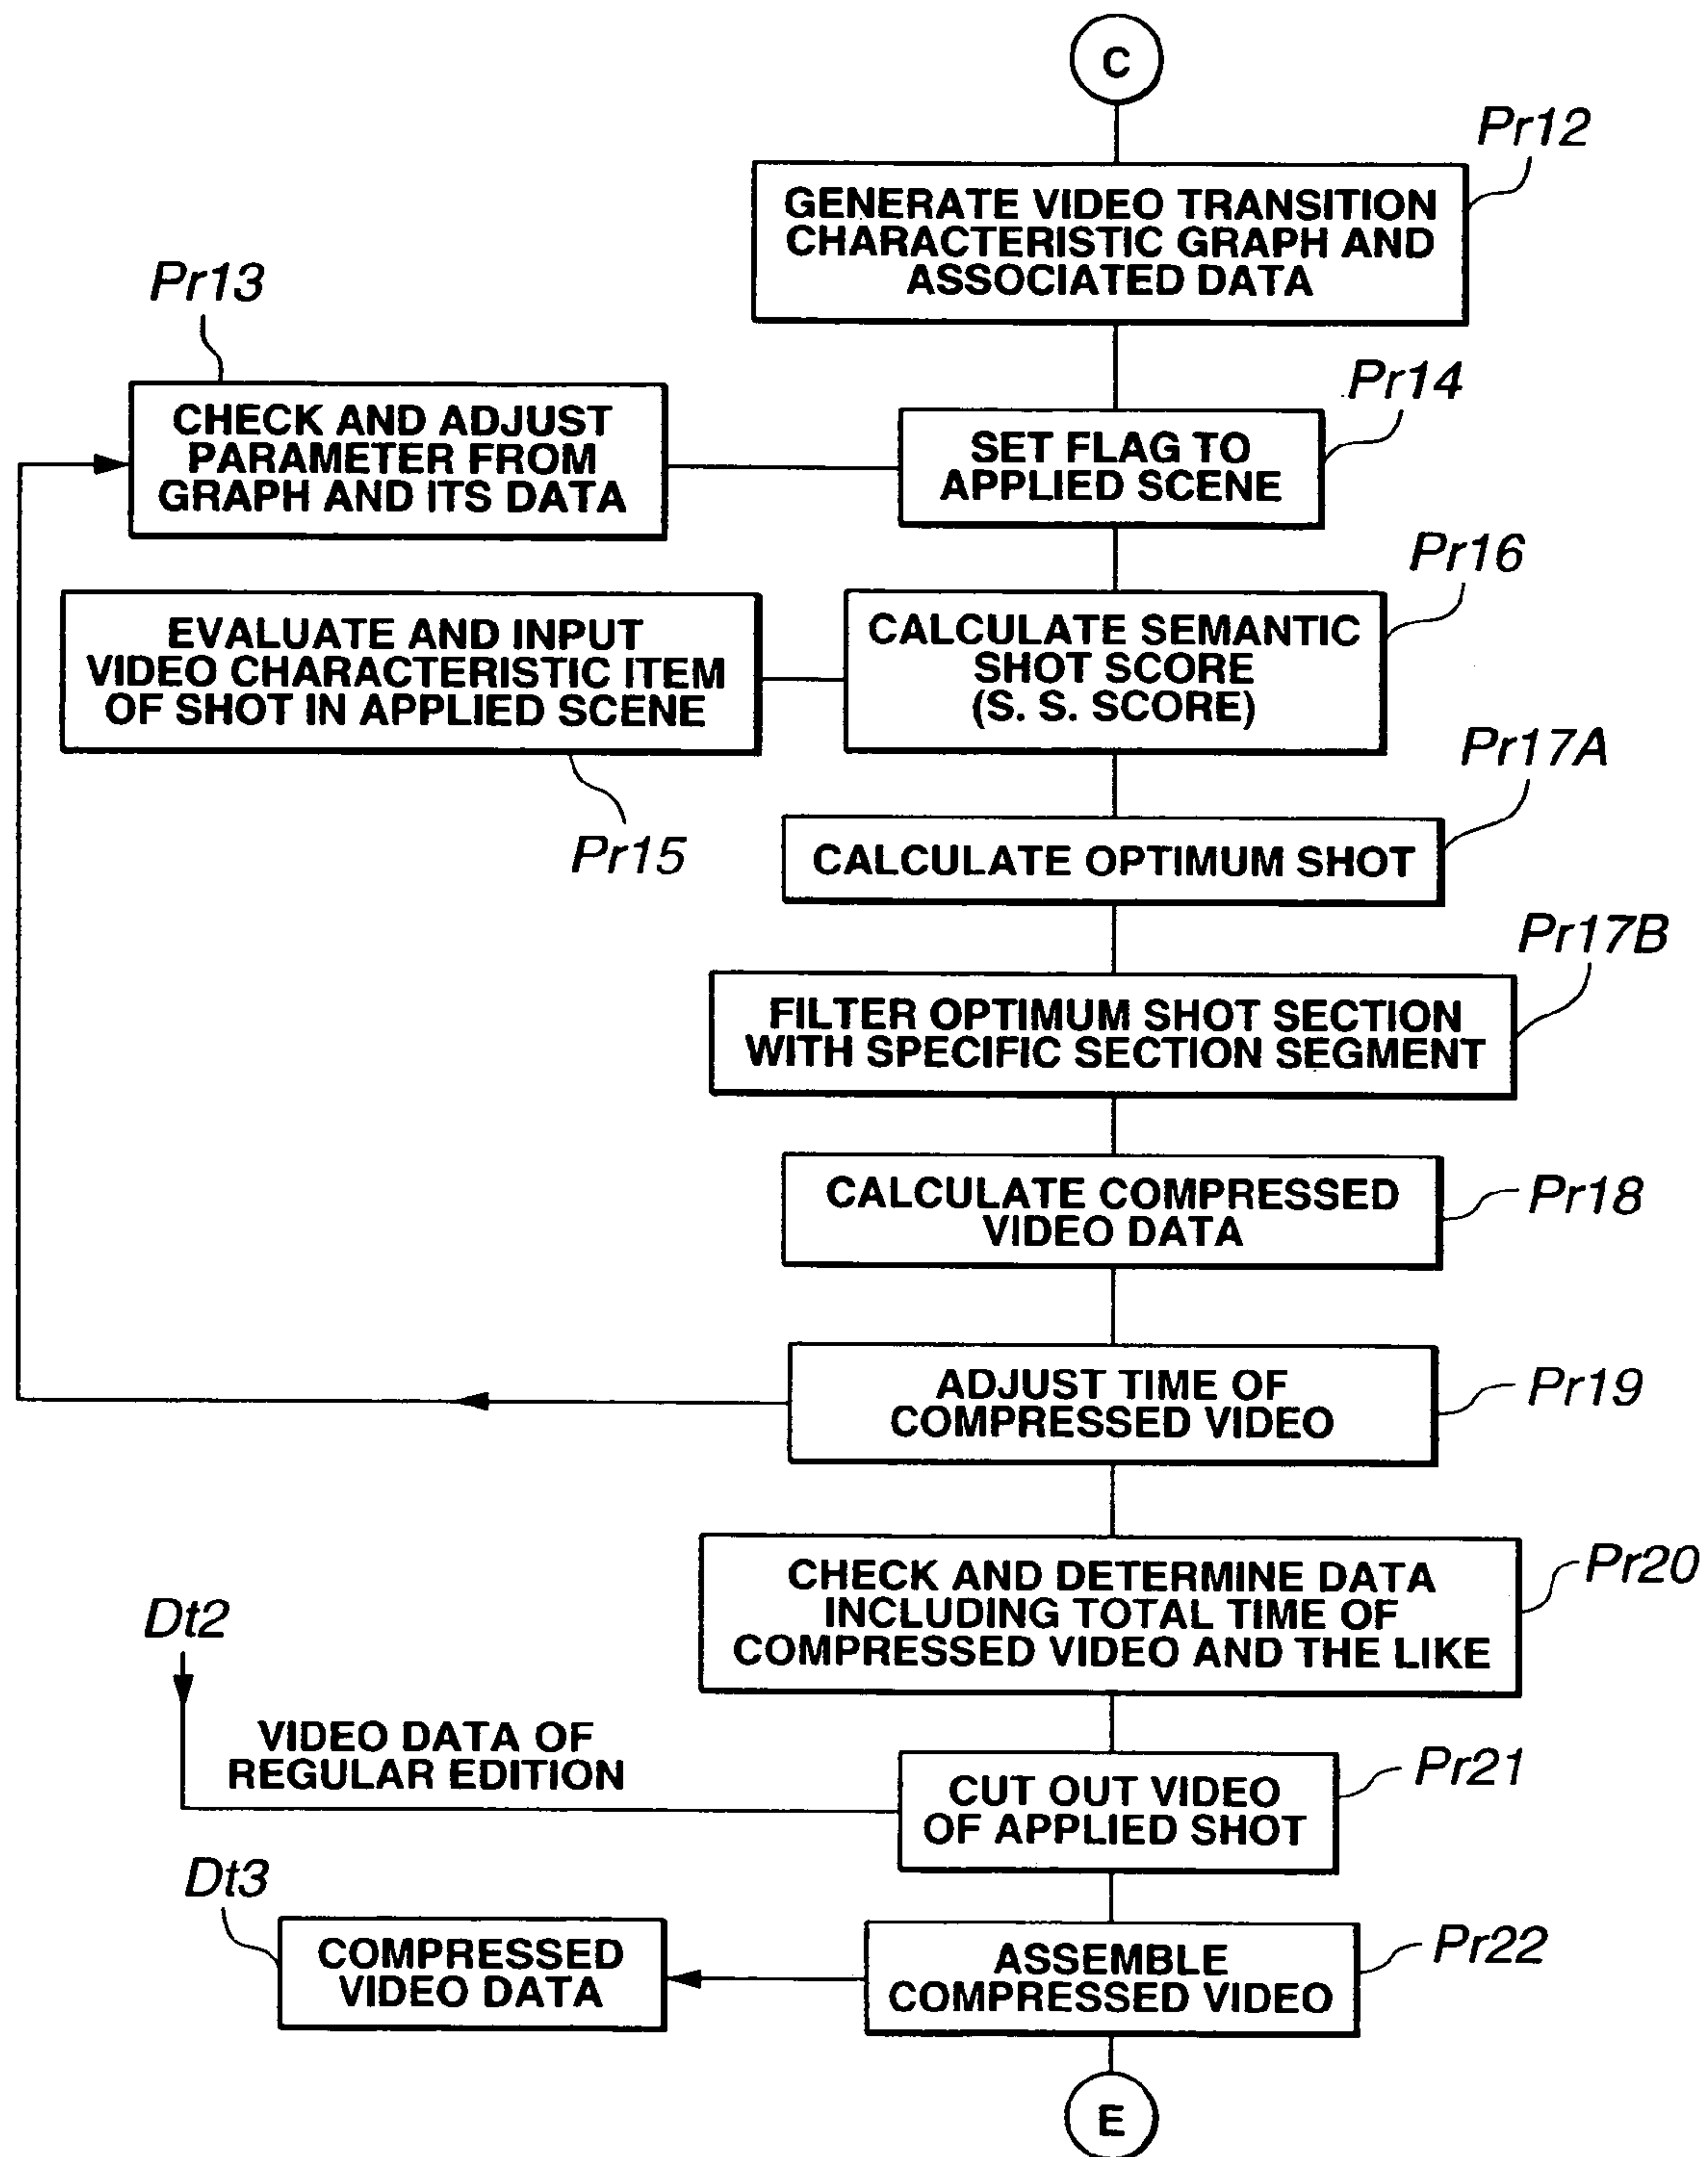 C
Pr12
GENERATE VIDEO TRANSITION
CHARACTERISTIC GRAPH AND
ASSOCIATED DATA
Pr13
CHECK AND ADJUST
PARAMETER FROM
GRAPH AND ITS DATA
Pr14
SET FLAG TO
APPLIED SCENE
Pr16
EVALUATE AND INPUT
VIDEO CHARACTERISTIC ITEM
OF SHOT IN APPLIED SCENE
Pr15
CALCULATE SEMANTIC
SHOT SCORE
(S. S. SCORE)
Pr17A
CALCULATE OPTIMUM SHOT
Pr17B
FILTER OPTIMUM SHOT SECTION
WITH SPECIFIC SECTION SEGMENT
CALCULATE COMPRESSED
VIDEO DATA
Pr18
ADJUST TIME OF
COMPRESSED VIDEO
Pr19
CHECK AND DETERMINE DATA
INCLUDING TOTAL TIME OF
COMPRESSED VIDEO AND THE LIKE
Pr20
Dt2
VIDEO DATA OF
REGULAR EDITION
CUT OUT VIDEO
OF APPLIED SHOT
Pr21
Dt3
COMPRESSED
VIDEO DATA
ASSEMBLE
COMPRESSED VIDEO
Pr22
E